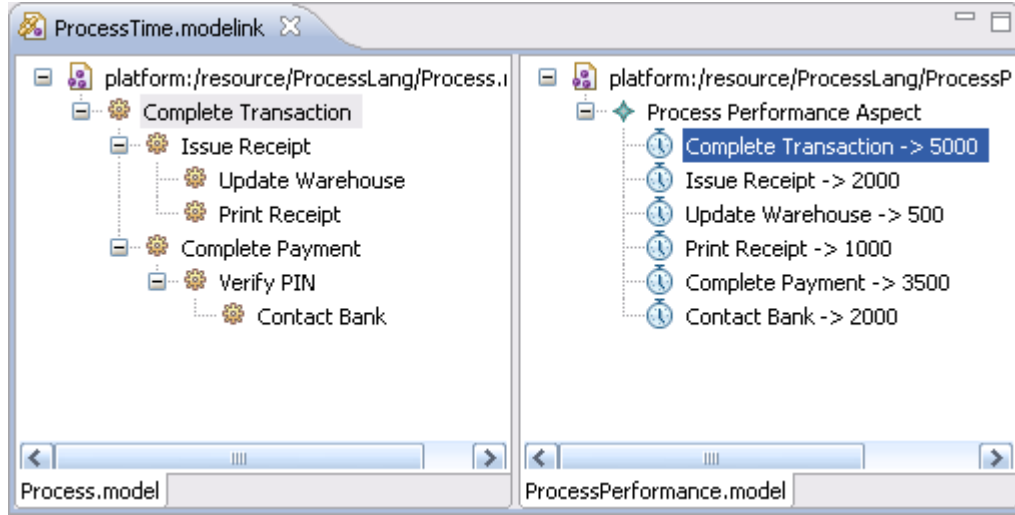 ProcessTime.modelink
platform:/resource/ProcessLang/Process.
Complete Transaction
Issue Receipt
Update Warehouse
Print Receipt
Complete Payment
Verify PIN
Contact Bank
Process.model
platform:/resource/ProcessLang/ProcessP
Process Performance Aspect
Complete Transaction -> 5000
Issue Receipt -> 2000
Update Warehouse -> 500
Print Receipt -> 1000
Complete Payment -> 3500
Contact Bank -> 2000
ProcessPerformance.model